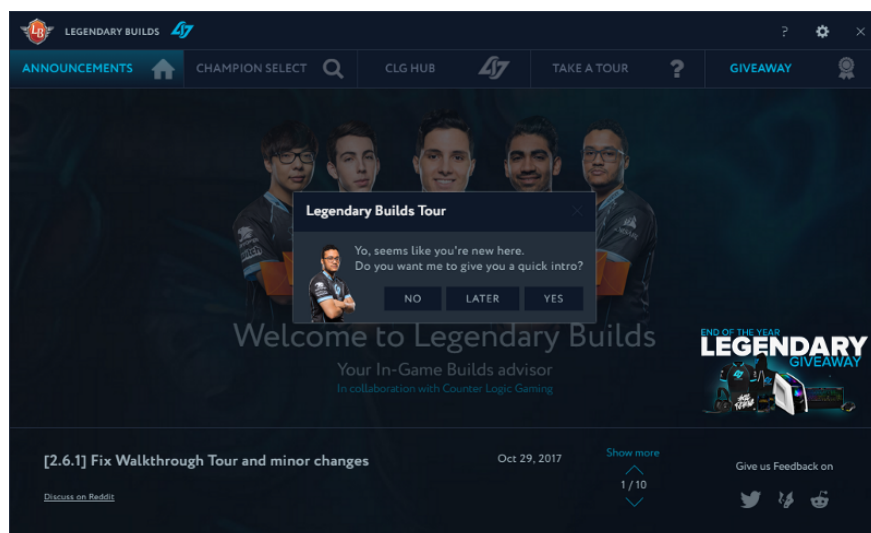 LB LEGENDARY BUILDS
?
ANNOUNCEMENTS
CHAMPION SELECT
CLG HUB
TAKE A TOUR ?
GIVEAWAY
Legendary Builds Tour
Yo, seems like you're new here.
Do you want me to give you a quick intro?
NO LATER YES
Welcome to Legendary Builds
Your In-Game Builds advisor
In collaboration with Counter Logic Gaming
END OF THE YEAR
LEGENDARY
GIVEAWAY
[2.6.1] Fix Walkthrough Tour and minor changes
Discuss on Reddit
Oct 29, 2017
Show more
1 / 10
Give us Feedback on